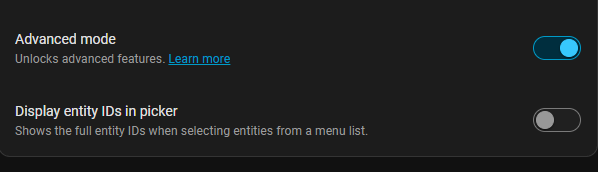 Advanced mode
Unlocks advanced features. Learn more
Display entity IDs in picker
Shows the full entity IDs when selecting entities from a menu list.